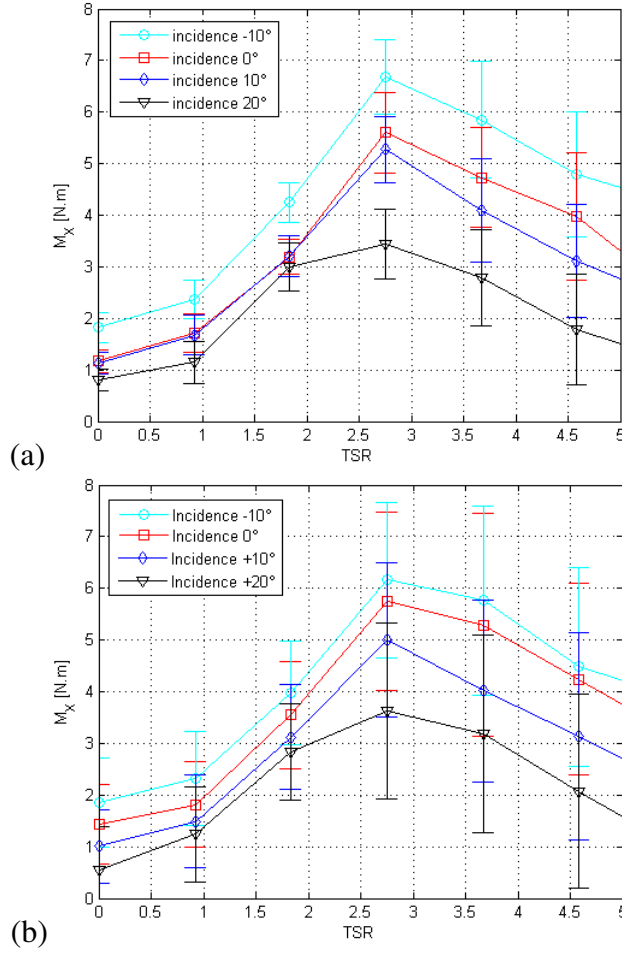 8
7
6
5
4
3
2
1
0
M_X [N.m]
incidence -10°
incidence 0°
incidence 10°
incidence 20°
0 0.5 1 1.5 2 2.5 3 3.5 4 4.5 5
TSR
(a)
8
7
6
5
4
3
2
1
0
M_X [N.m]
Incidence -10°
Incidence 0°
Incidence +10°
Incidence +20°
0 0.5 1 1.5 2 2.5 3 3.5 4 4.5 5
TSR
(b)